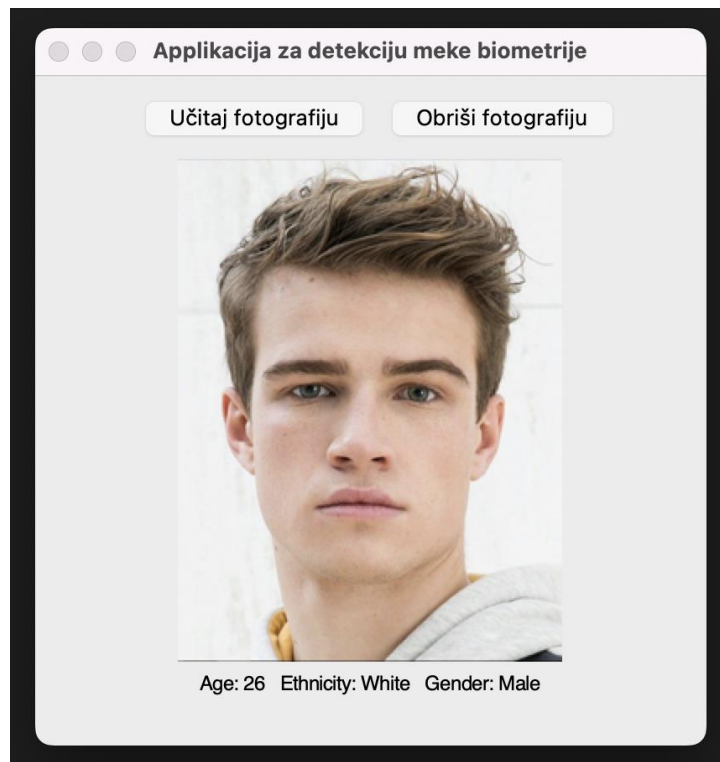 Applikacija za detekciju meke biometrije
Učitaj fotografiju Obriši fotografiju
Age: 26 Ethnicity: White Gender: Male